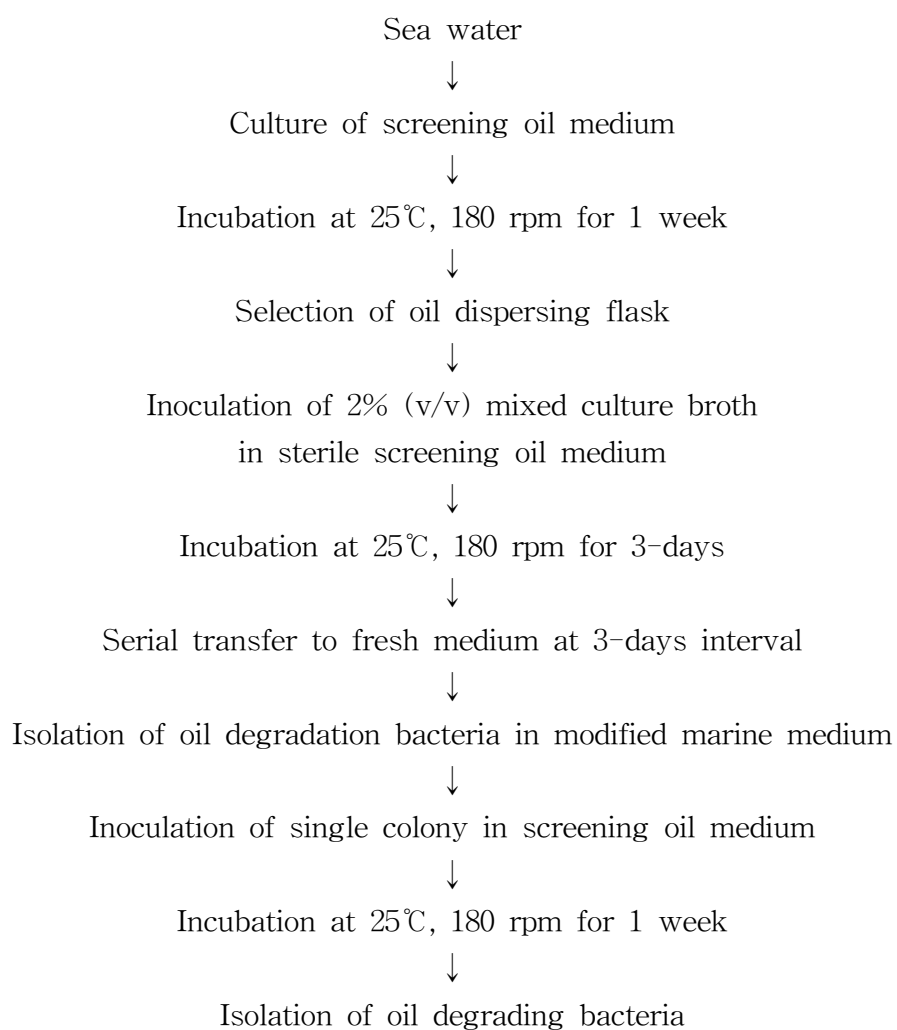 Sea water
↓
Culture of screening oil medium
↓
Incubation at 25℃, 180 rpm for 1 week
↓
Selection of oil dispersing flask
↓
Inoculation of 2% (v/v) mixed culture broth
in sterile screening oil medium
↓
Incubation at 25℃, 180 rpm for 3-days
↓
Serial transfer to fresh medium at 3-days interval
↓
Isolation of oil degradation bacteria in modified marine medium
↓
Inoculation of single colony in screening oil medium
↓
Incubation at 25℃, 180 rpm for 1 week
↓
Isolation of oil degrading bacteria